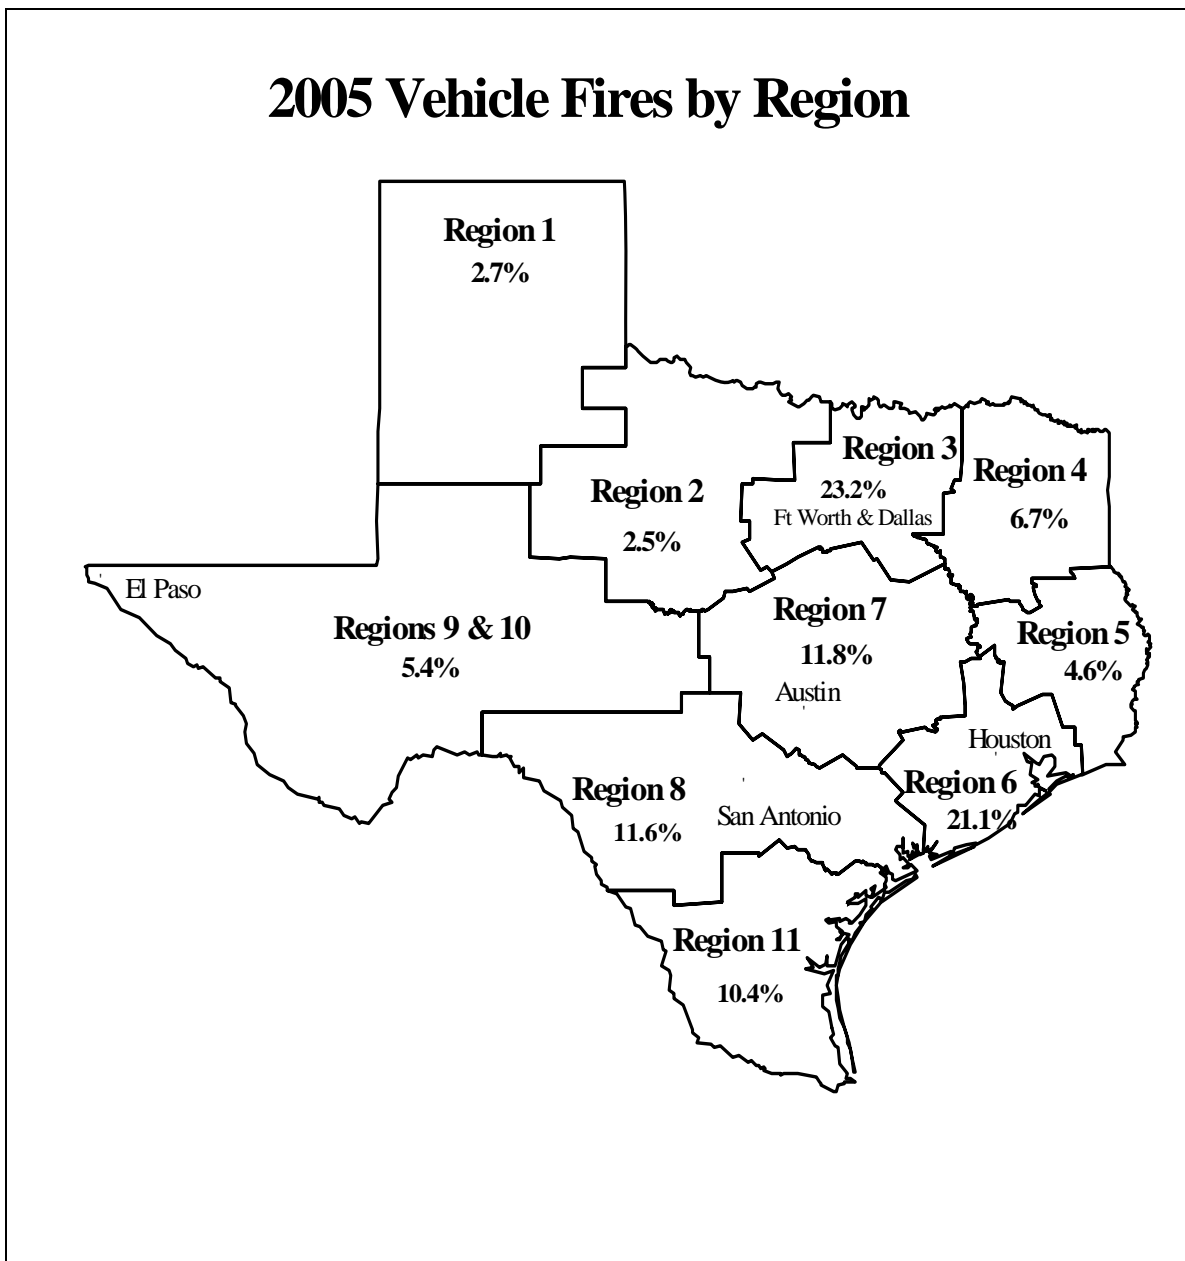 2005 Vehicle Fires by Region
Region 1
2.7%
Region 2
2.5%
Region 3
23.2%
Ft Worth & Dallas
Region 4
6.7%
El Paso
Regions 9 & 10
5.4%
Region 7
11.8%
Austin
Region 5
4.6%
Houston
Region 6
21.1%
Region 8
11.6%
San Antonio
Region 11
10.4%